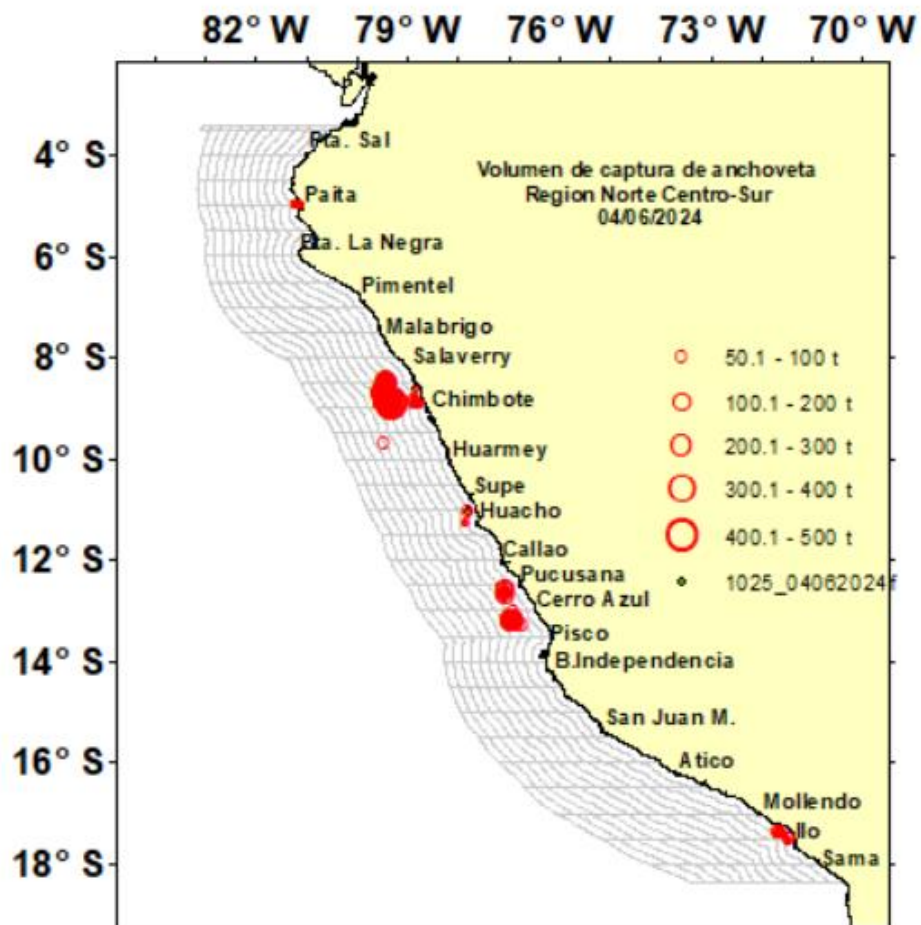 82° W 79° W 76° W 73° W 70° W
4° S
6° S
8° S
10° S
12° S
14° S
16° S
18° S
Volumen de captura de anchoveta
Region Norte Centro-Sur
04/06/2024
Pta. Sal
Paita
Pta. La Negra
Pimentel
Malabrigo
Salaverry
Chimbote
Huarmey
Supe
Huacho
Callao
Pucusana
Cerro Azul
Pisco
B.Independencia
San Juan M.
Atico
Mollendo
Ilo
Sama
50.1 - 100 t
100.1 - 200 t
200.1 - 300 t
300.1 - 400 t
400.1 - 500 t
1025_04062024f